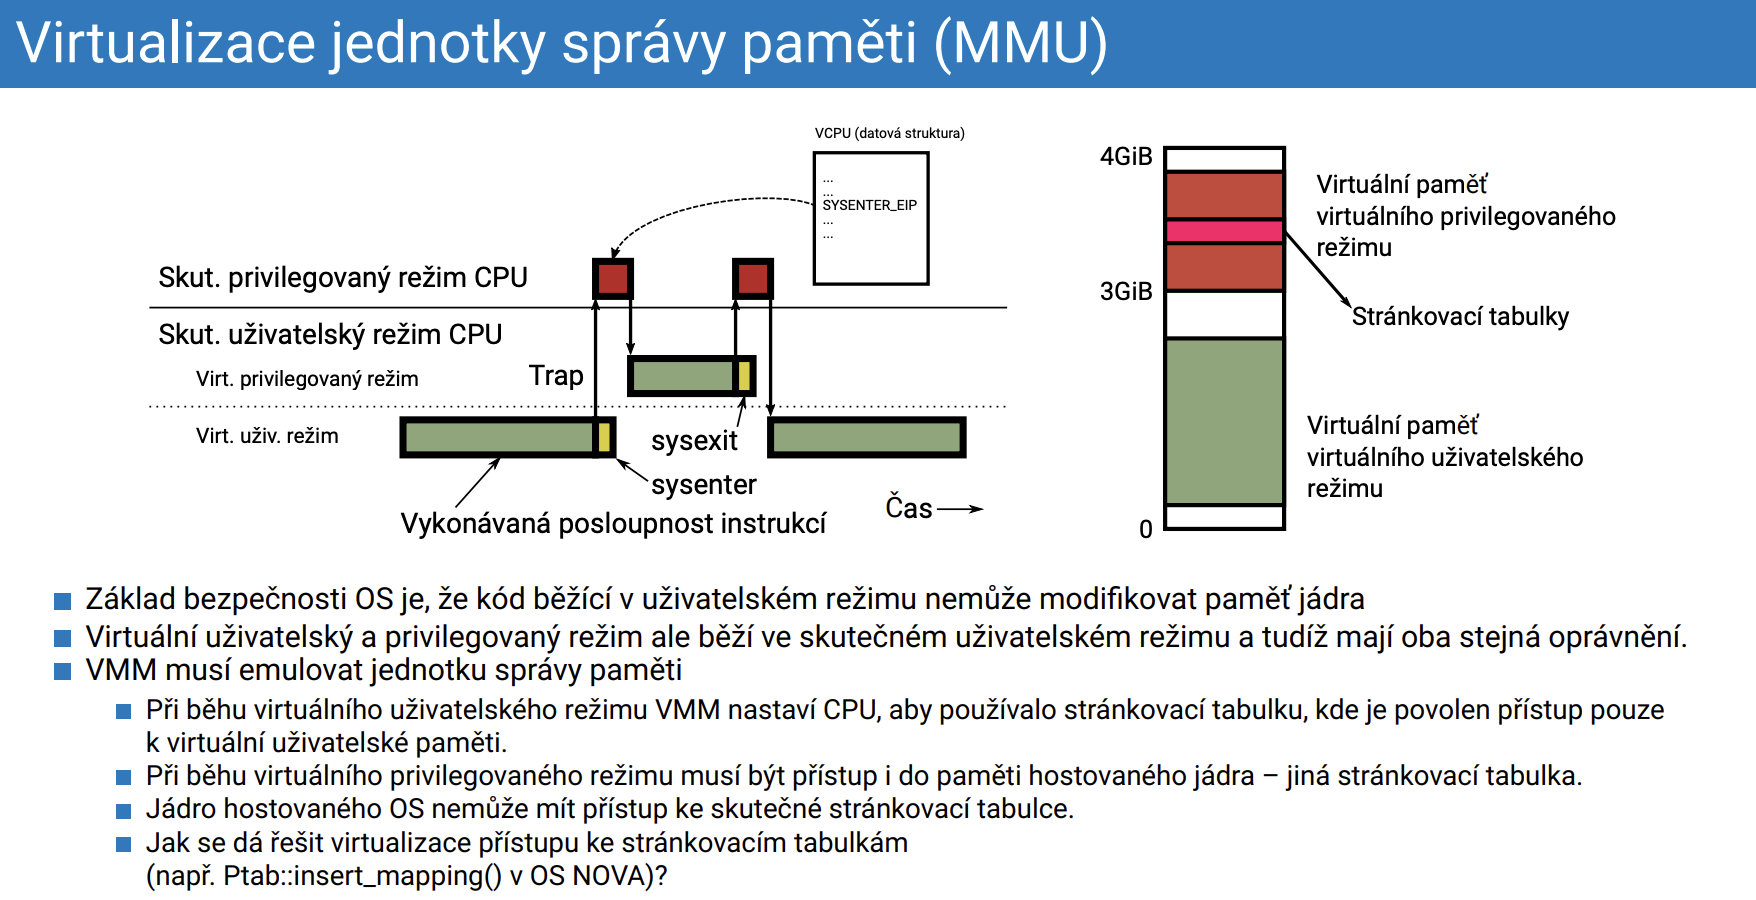 Virtualizace jednotky správy paměti (MMU)
VCPU (datová struktura)
...
...
SYSENTER_EIP
...
...
Skut. privilegovaný režim CPU
Skut. uživatelský režim CPU
Virt. privilegovaný režim
Trap
Virt. uživ. režim
sysexit
sysenter
Vykonávaná posloupnost instrukcí
Čas
4GiB
Virtuální paměť
virtuálního privilegovaného
režimu
3GiB
Stránkovací tabulky
Virtuální paměť
virtuálního uživatelského
režimu
0
Základ bezpečnosti OS je, že kód běžící v uživatelském režimu nemůže modifikovat paměť jádra
Virtuální uživatelský a privilegovaný režim ale běží ve skutečném uživatelském režimu a tudíž mají oba stejná oprávnění.
VMM musí emulovat jednotku správy paměti
Při běhu virtuálního uživatelského režimu VMM nastaví CPU, aby používalo stránkovací tabulku, kde je povolen přístup pouze
k virtuální uživatelské paměti.
Při běhu virtuálního privilegovaného režimu musí být přístup i do paměti hostovaného jádra – jiná stránkovací tabulka.
Jádro hostovaného OS nemůže mít přístup ke skutečné stránkovací tabulce.
Jak se dá řešit virtualizace přístupu ke stránkovacím tabulkám
(např. Ptab::insert_mapping() v OS NOVA)?